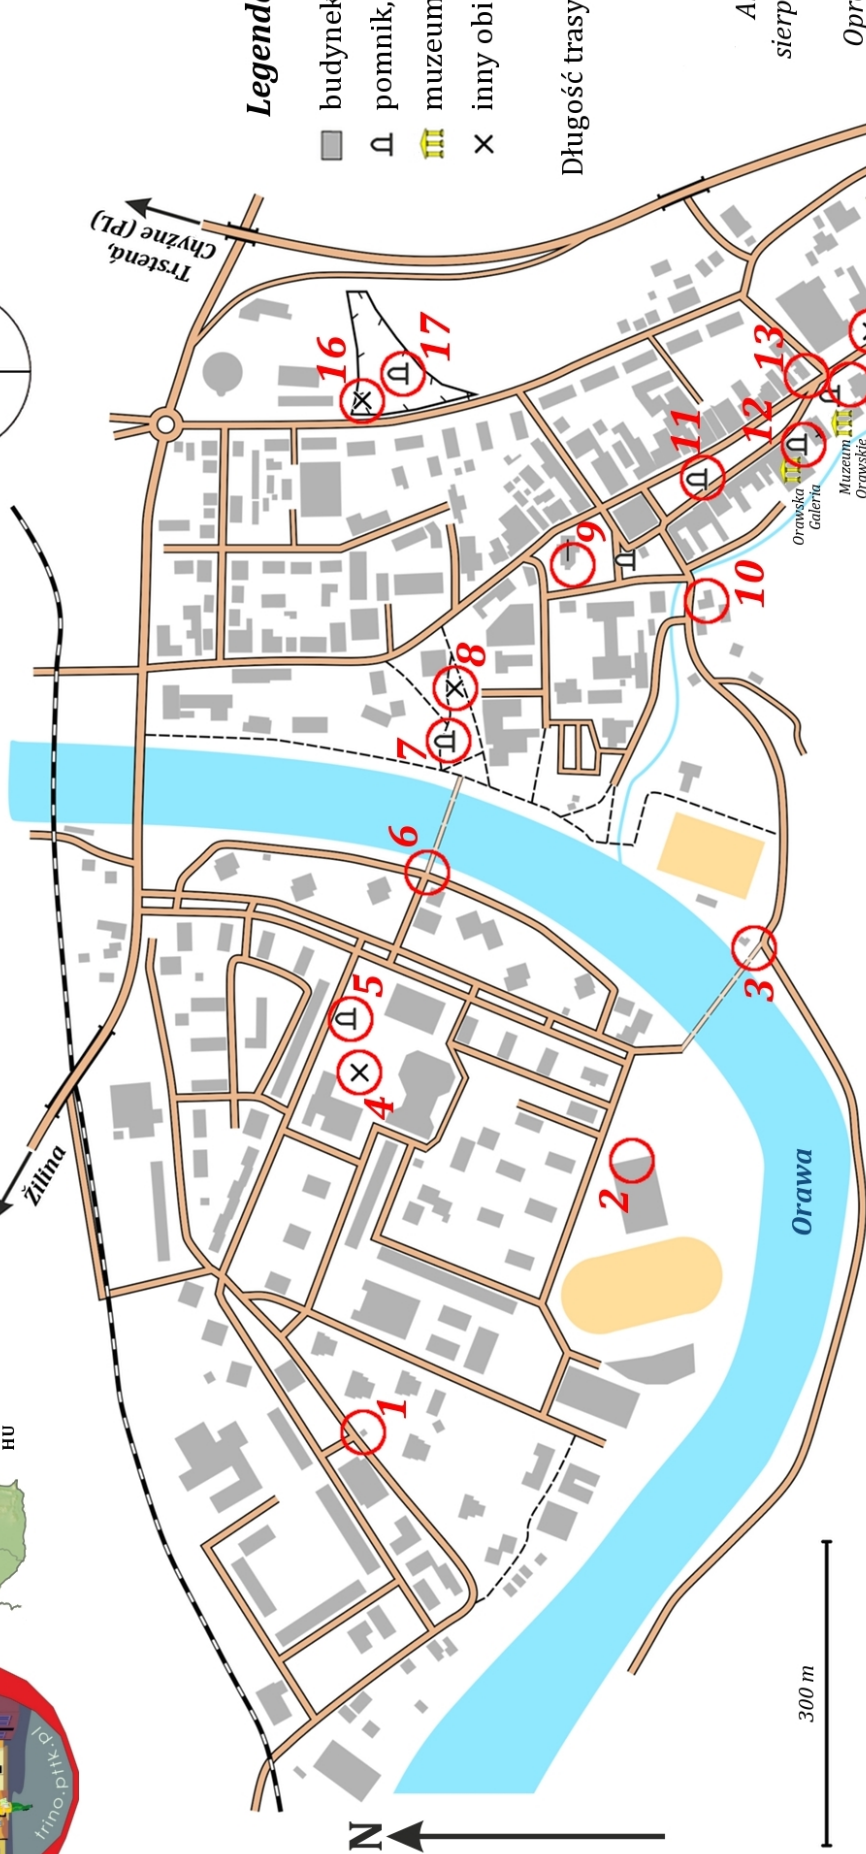 HU
trino.pttk.pl
Trstená,
Chyżne (PL)
Žilina
Legend
budynek
pomnik,
muzeum
inny obi
Długość trasy
A.
sierp
Opr
1
2
3
4
5
6
7
8
9
10
11
12
13
16
17
Orawska
Galeria
Muzeum
Orawskie
Orawa
300 m
N